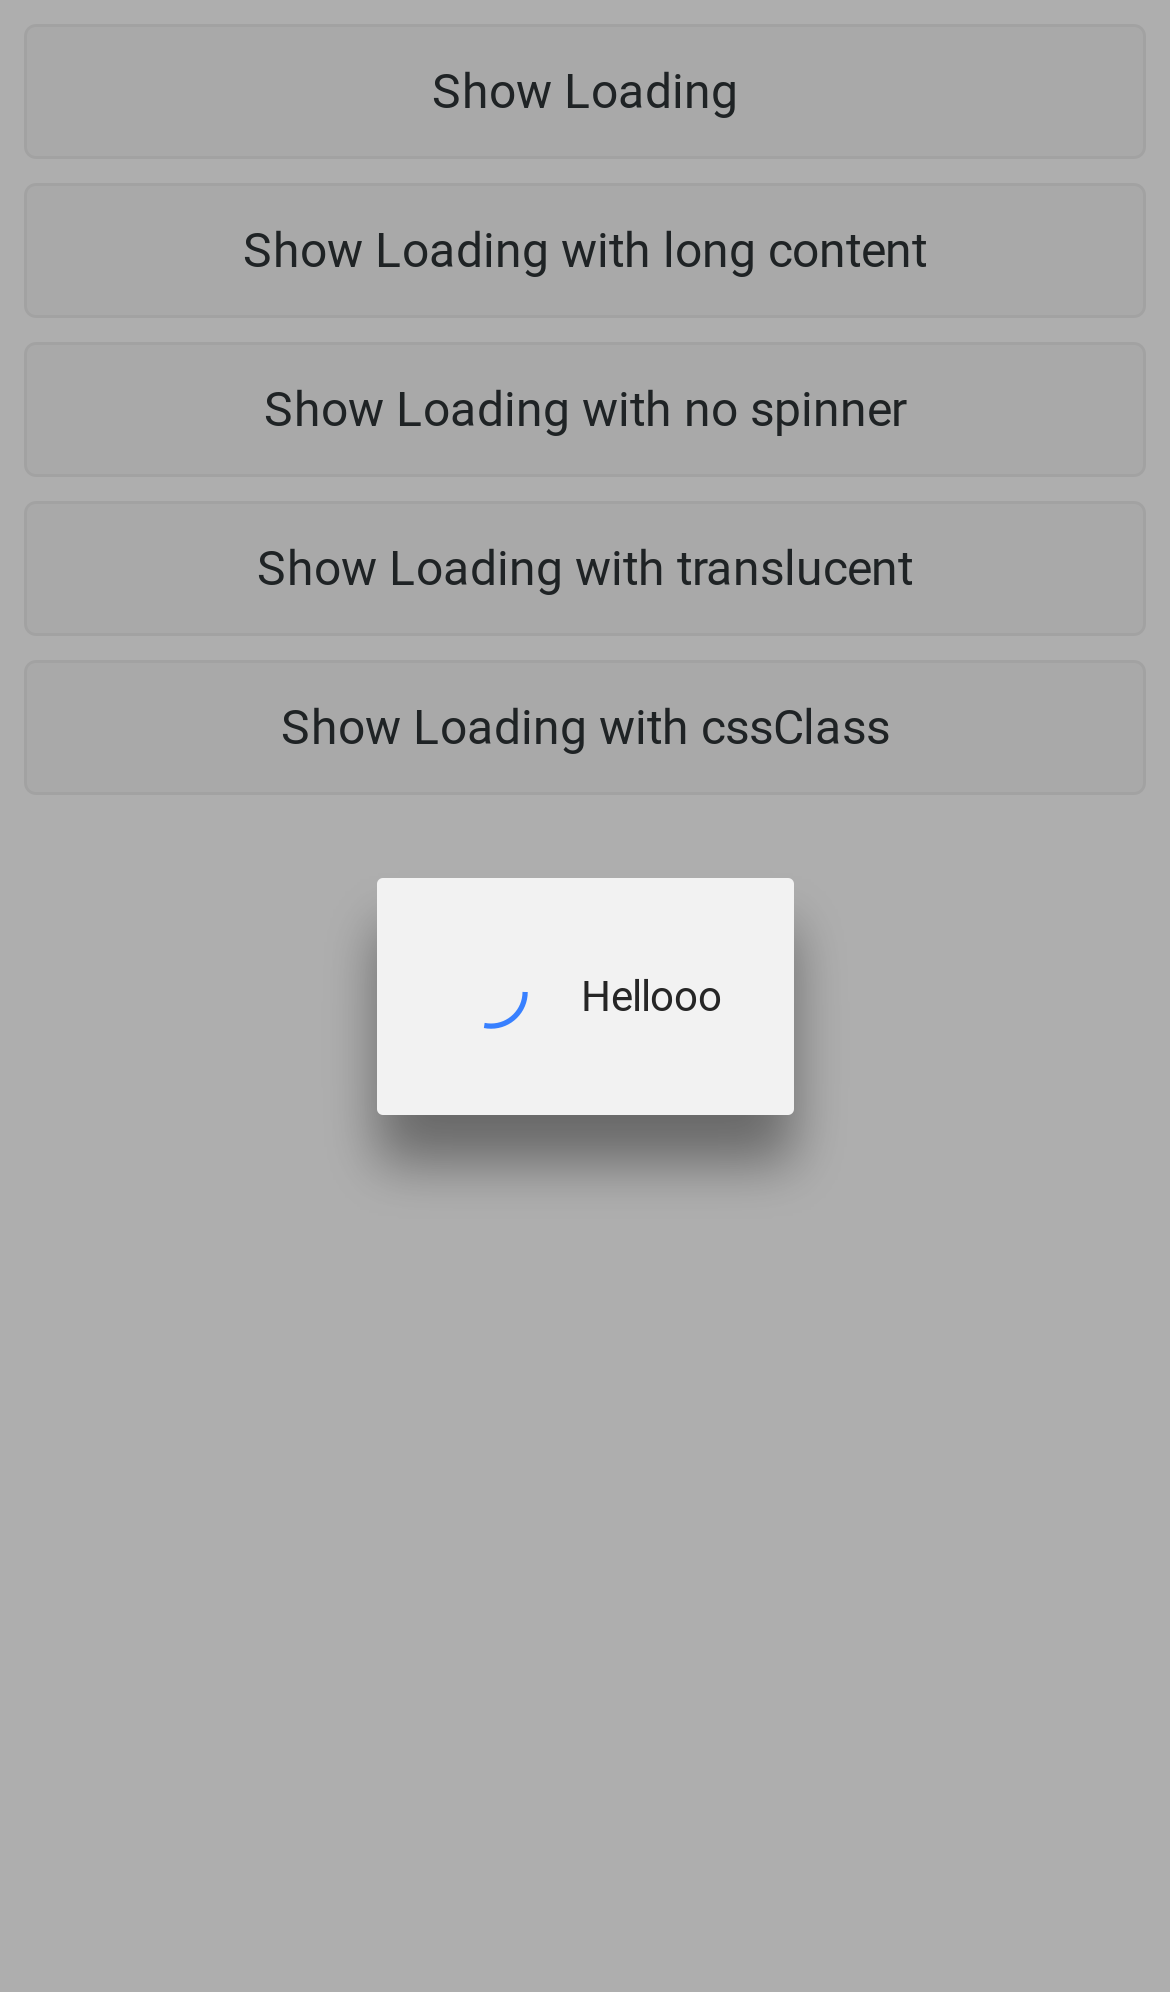 Show Loading
Show Loading with long content
Show Loading with no spinner
Show Loading with translucent
Show Loading with cssClass
Hellooo